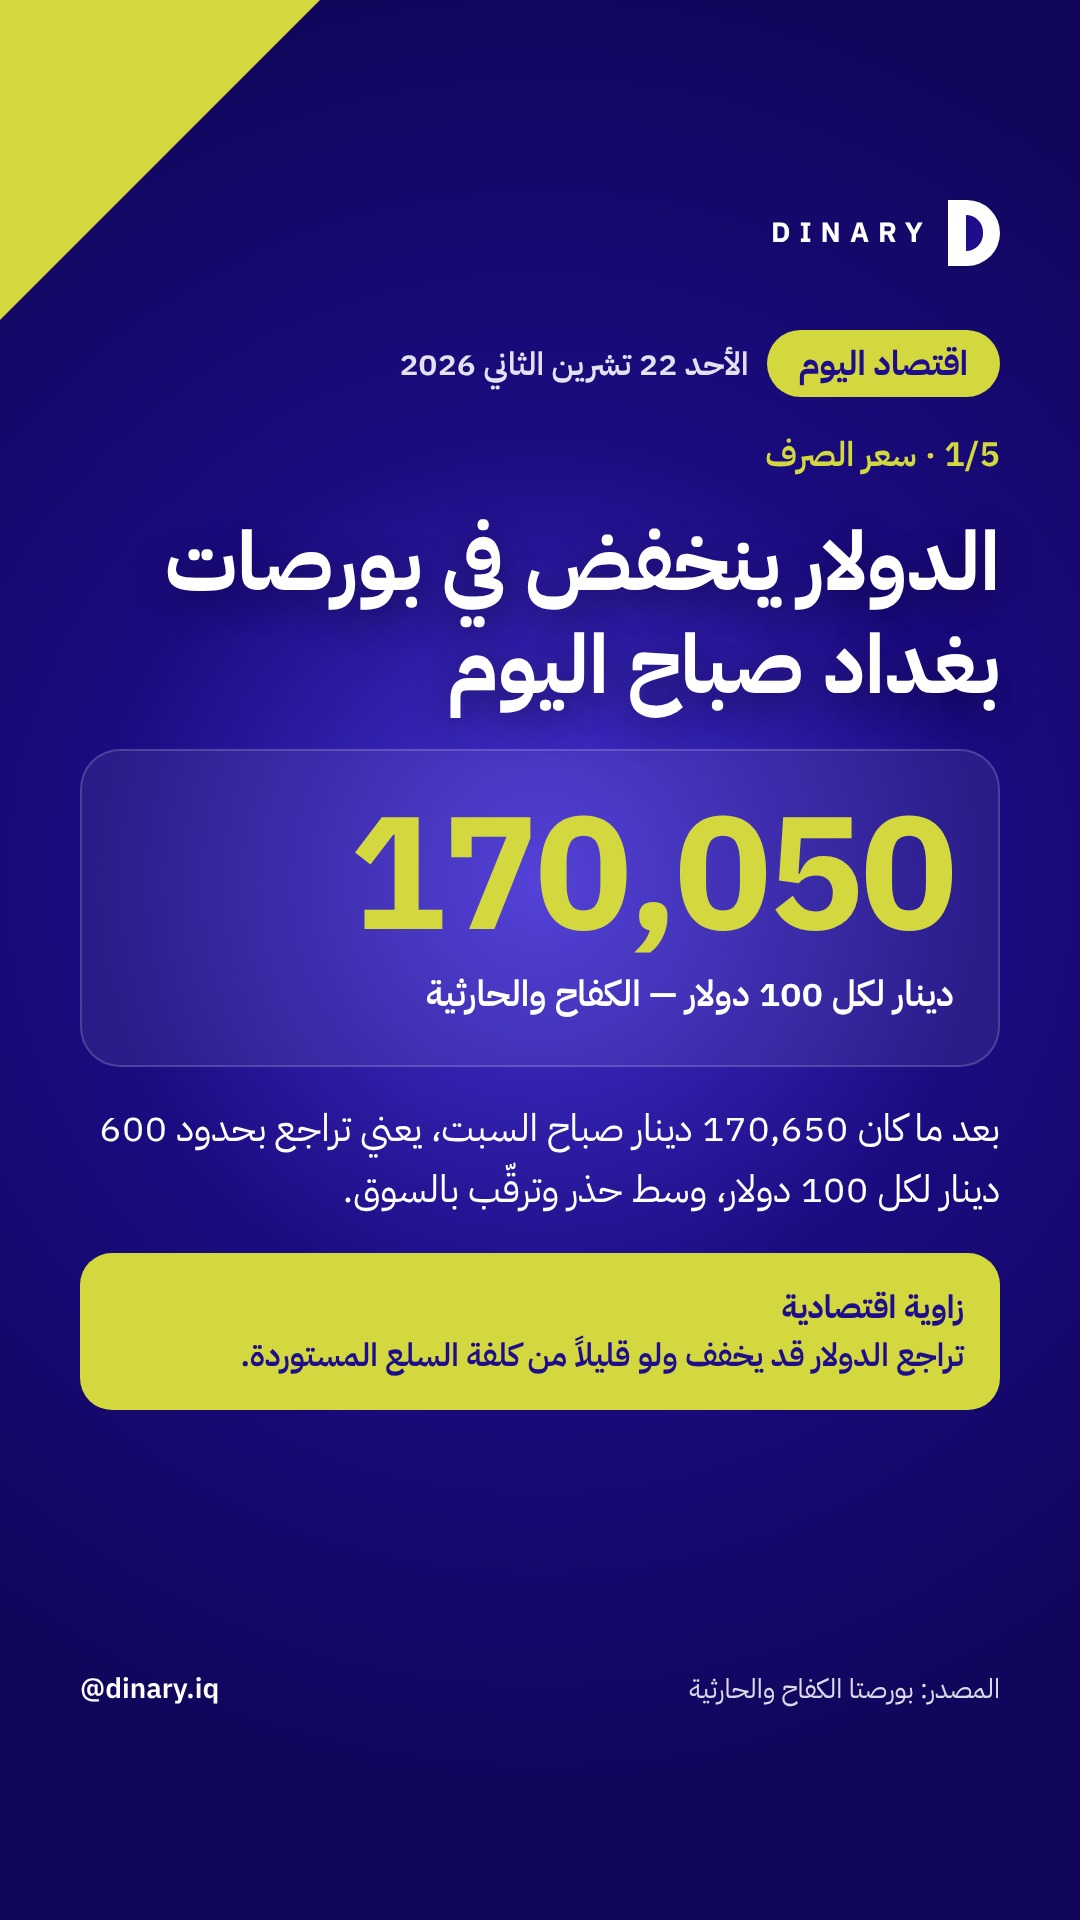 DINARY
اقتصاد اليوم الأحد 22 تشرين الثاني 2026
1/5 · سعر الصرف
الدولار ينخفض في بورصات
بغداد صباح اليوم
170,050
دينار لكل 100 دولار — الكفاح والحارثية
بعد ما كان 170,650 دينار صباح السبت، يعني تراجع بحدود 600
دينار لكل 100 دولار، وسط حذر وترقّب بالسوق.
زاوية اقتصادية
تراجع الدولار قد يخفف ولو قليلاً من كلفة السلع المستوردة.
المصدر: بورصتا الكفاح والحارثية
@dinary.iq